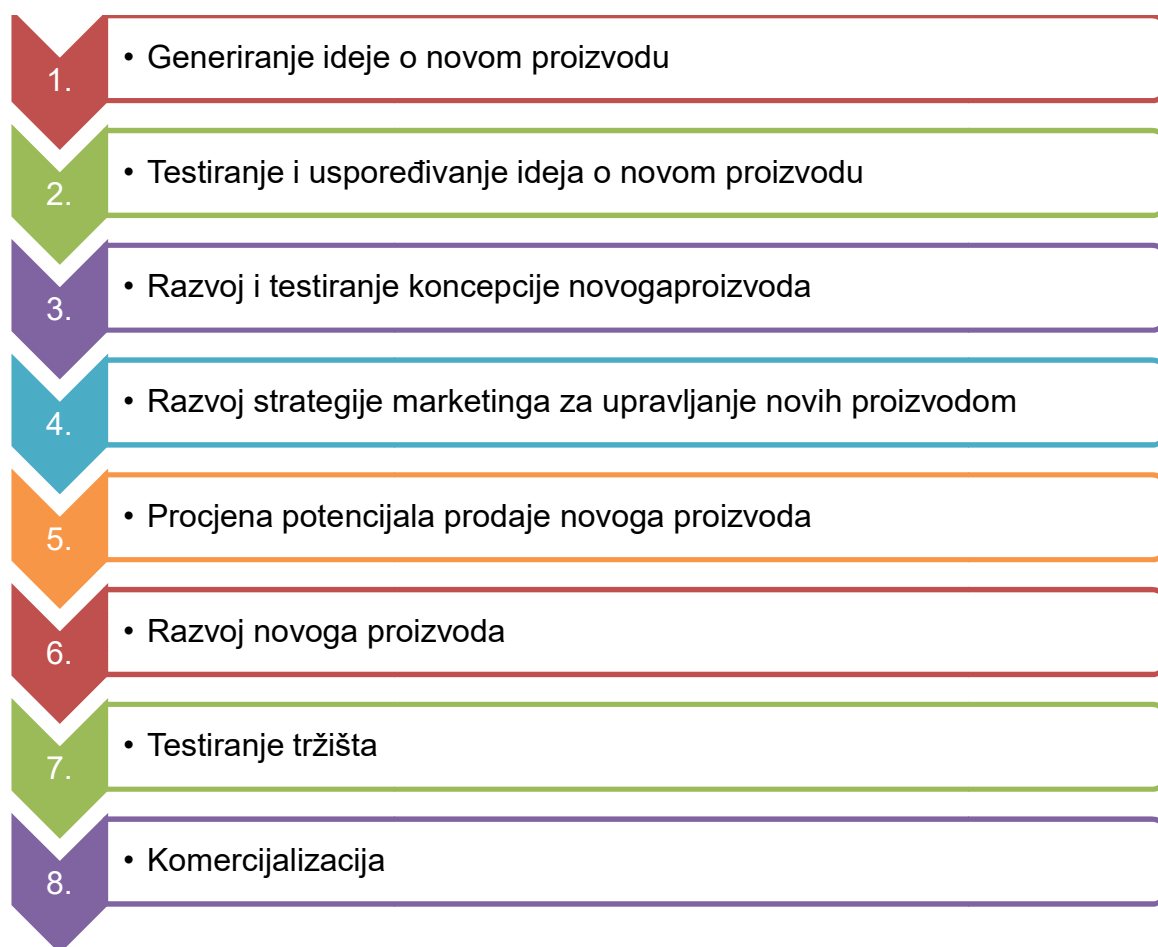 1. • Generiranje ideje o novom proizvodu
2. • Testiranje i uspoređivanje ideja o novom proizvodu
3. • Razvoj i testiranje koncepcije novogaproizvoda
4. • Razvoj strategije marketinga za upravljanje novih proizvodom
5. • Procjena potencijala prodaje novoga proizvoda
6. • Razvoj novoga proizvoda
7. • Testiranje tržišta
8. • Komercijalizacija